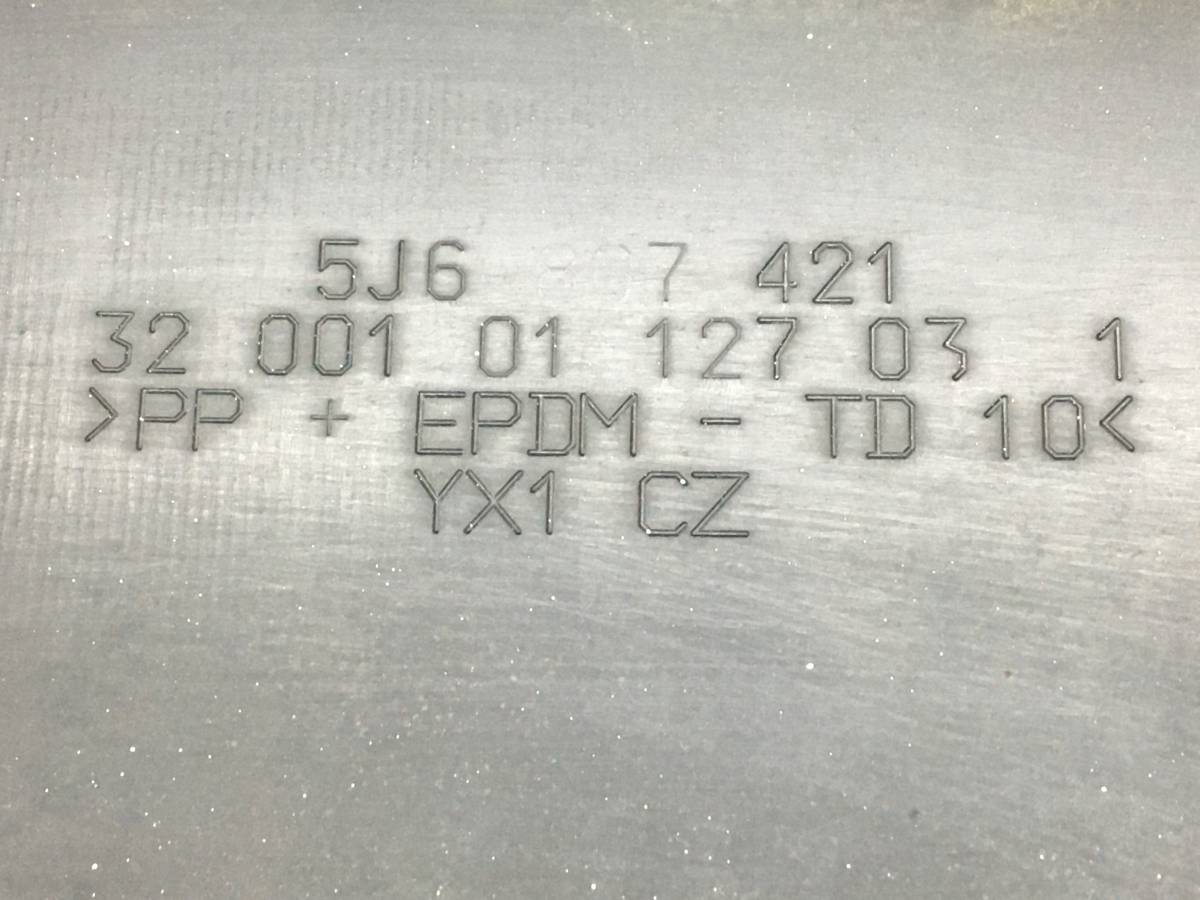 5J6 421
32 001 01 127 03 1
>PP + EPDM - TD 10<
YX1 CZ